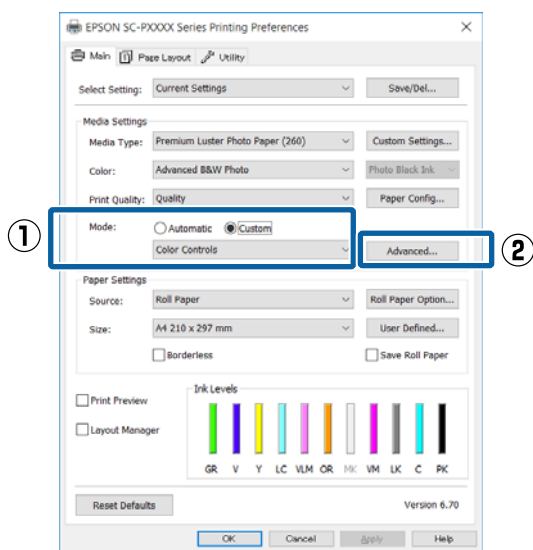 EPSON SC-PXXXX Series Printing Preferences
Main Page Layout Utility
Select Setting: Current Settings Save/Del...
Media Settings
Media Type: Premium Luster Photo Paper (260) Custom Settings...
Color: Advanced B&W Photo Photo Black Ink
Print Quality: Quality Paper Config...
① Mode: Automatic Custom
Color Controls Advanced... ②
Paper Settings
Source: Roll Paper Roll Paper Option...
Size: A4 210 x 297 mm User Defined...
Borderless Save Roll Paper
Ink Levels
Print Preview
Layout Manager
GR V Y LC VLM OR MK VM LK C PK
Reset Defaults Version 6.70
OK Cancel Apply Help